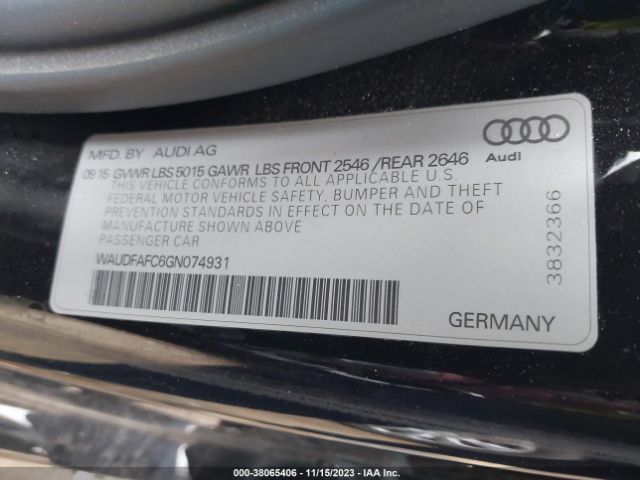 MFD. BY AUDI AG
08 15 GVWR LBS 5015 GAWR LBS FRONT 2546 /REAR 2646
THIS VEHICLE CONFORMS TO ALL APPLICABLE U.S.
FEDERAL MOTOR VEHICLE SAFETY, BUMPER AND THEFT
PREVENTION STANDARDS IN EFFECT ON THE DATE OF
MANUFACTURE SHOWN ABOVE
PASSENGER CAR
WAUDFAFC6GN074931
Audi
3832366
GERMANY
000-38065406 - 11/15/2023 - IAA Inc.